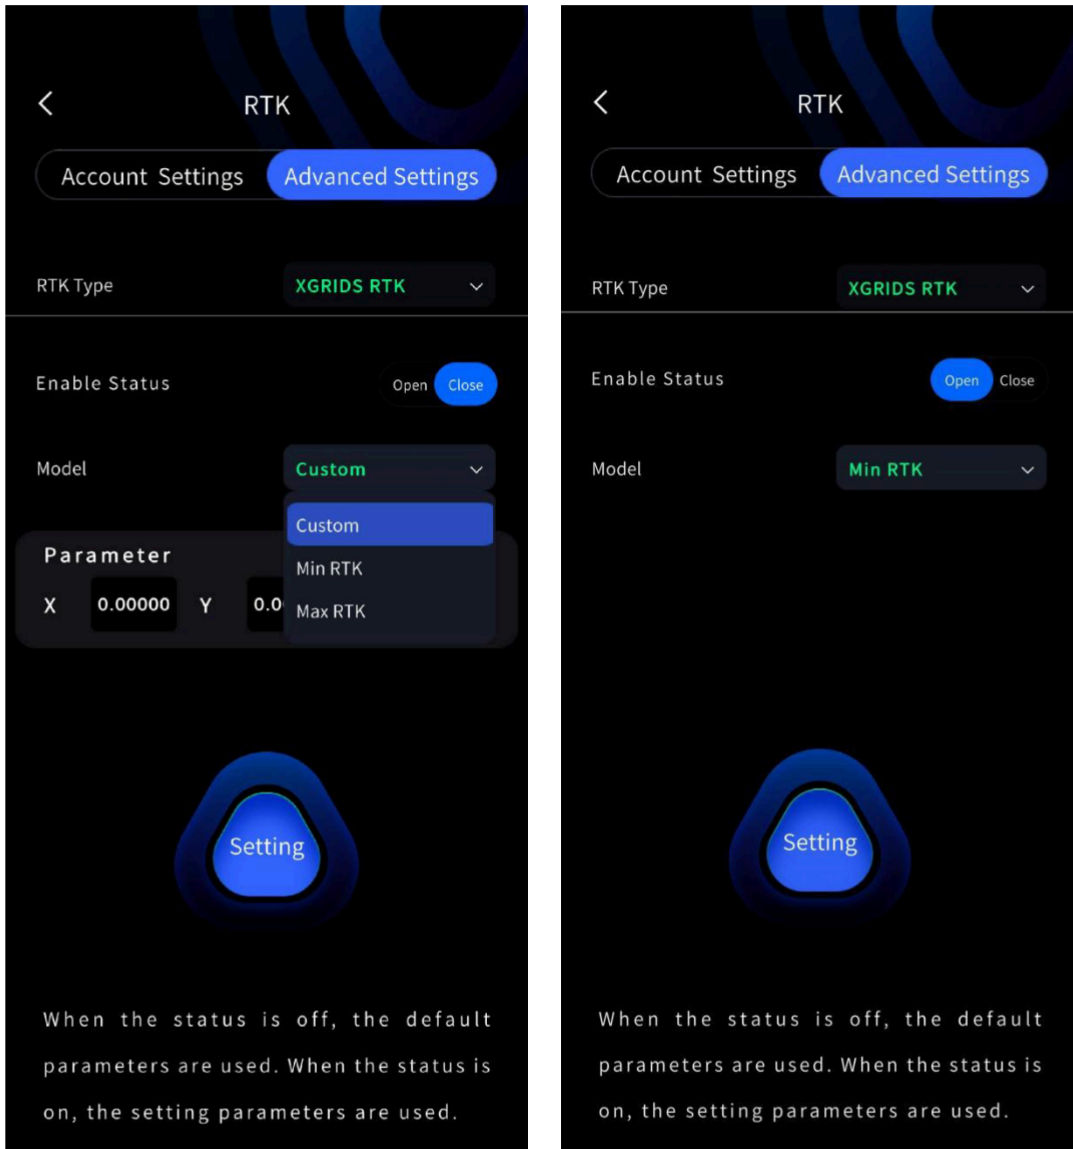 RTK
Account Settings Advanced Settings
RTK Type XGRIDS RTK
Enable Status Open Close
Model Custom
Custom
Min RTK
Max RTK
Parameter
X 0.00000 Y 0.0
Setting
When the status is off, the default
parameters are used. When the status is
on, the setting parameters are used.
RTK
Account Settings Advanced Settings
RTK Type XGRIDS RTK
Enable Status Open Close
Model Min RTK
Setting
When the status is off, the default
parameters are used. When the status is
on, the setting parameters are used.